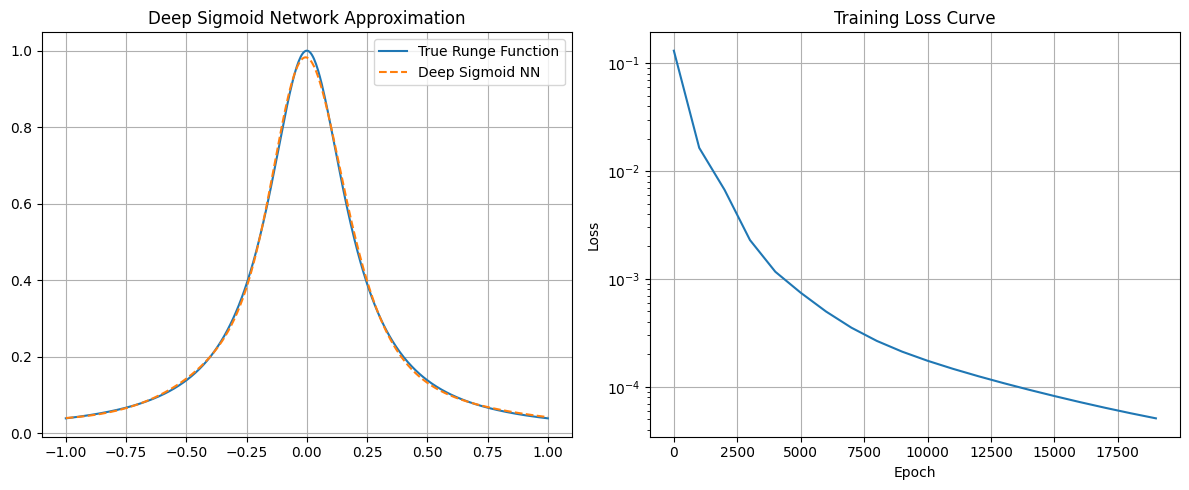 Deep Sigmoid Network Approximation
True Runge Function
Deep Sigmoid NN
1.0
0.8
0.6
0.4
0.2
0.0
−1.00 −0.75 −0.50 −0.25 0.00 0.25 0.50 0.75 1.00
Training Loss Curve
Loss
10⁻¹
10⁻²
10⁻³
10⁻⁴
0 2500 5000 7500 10000 12500 15000 17500
Epoch